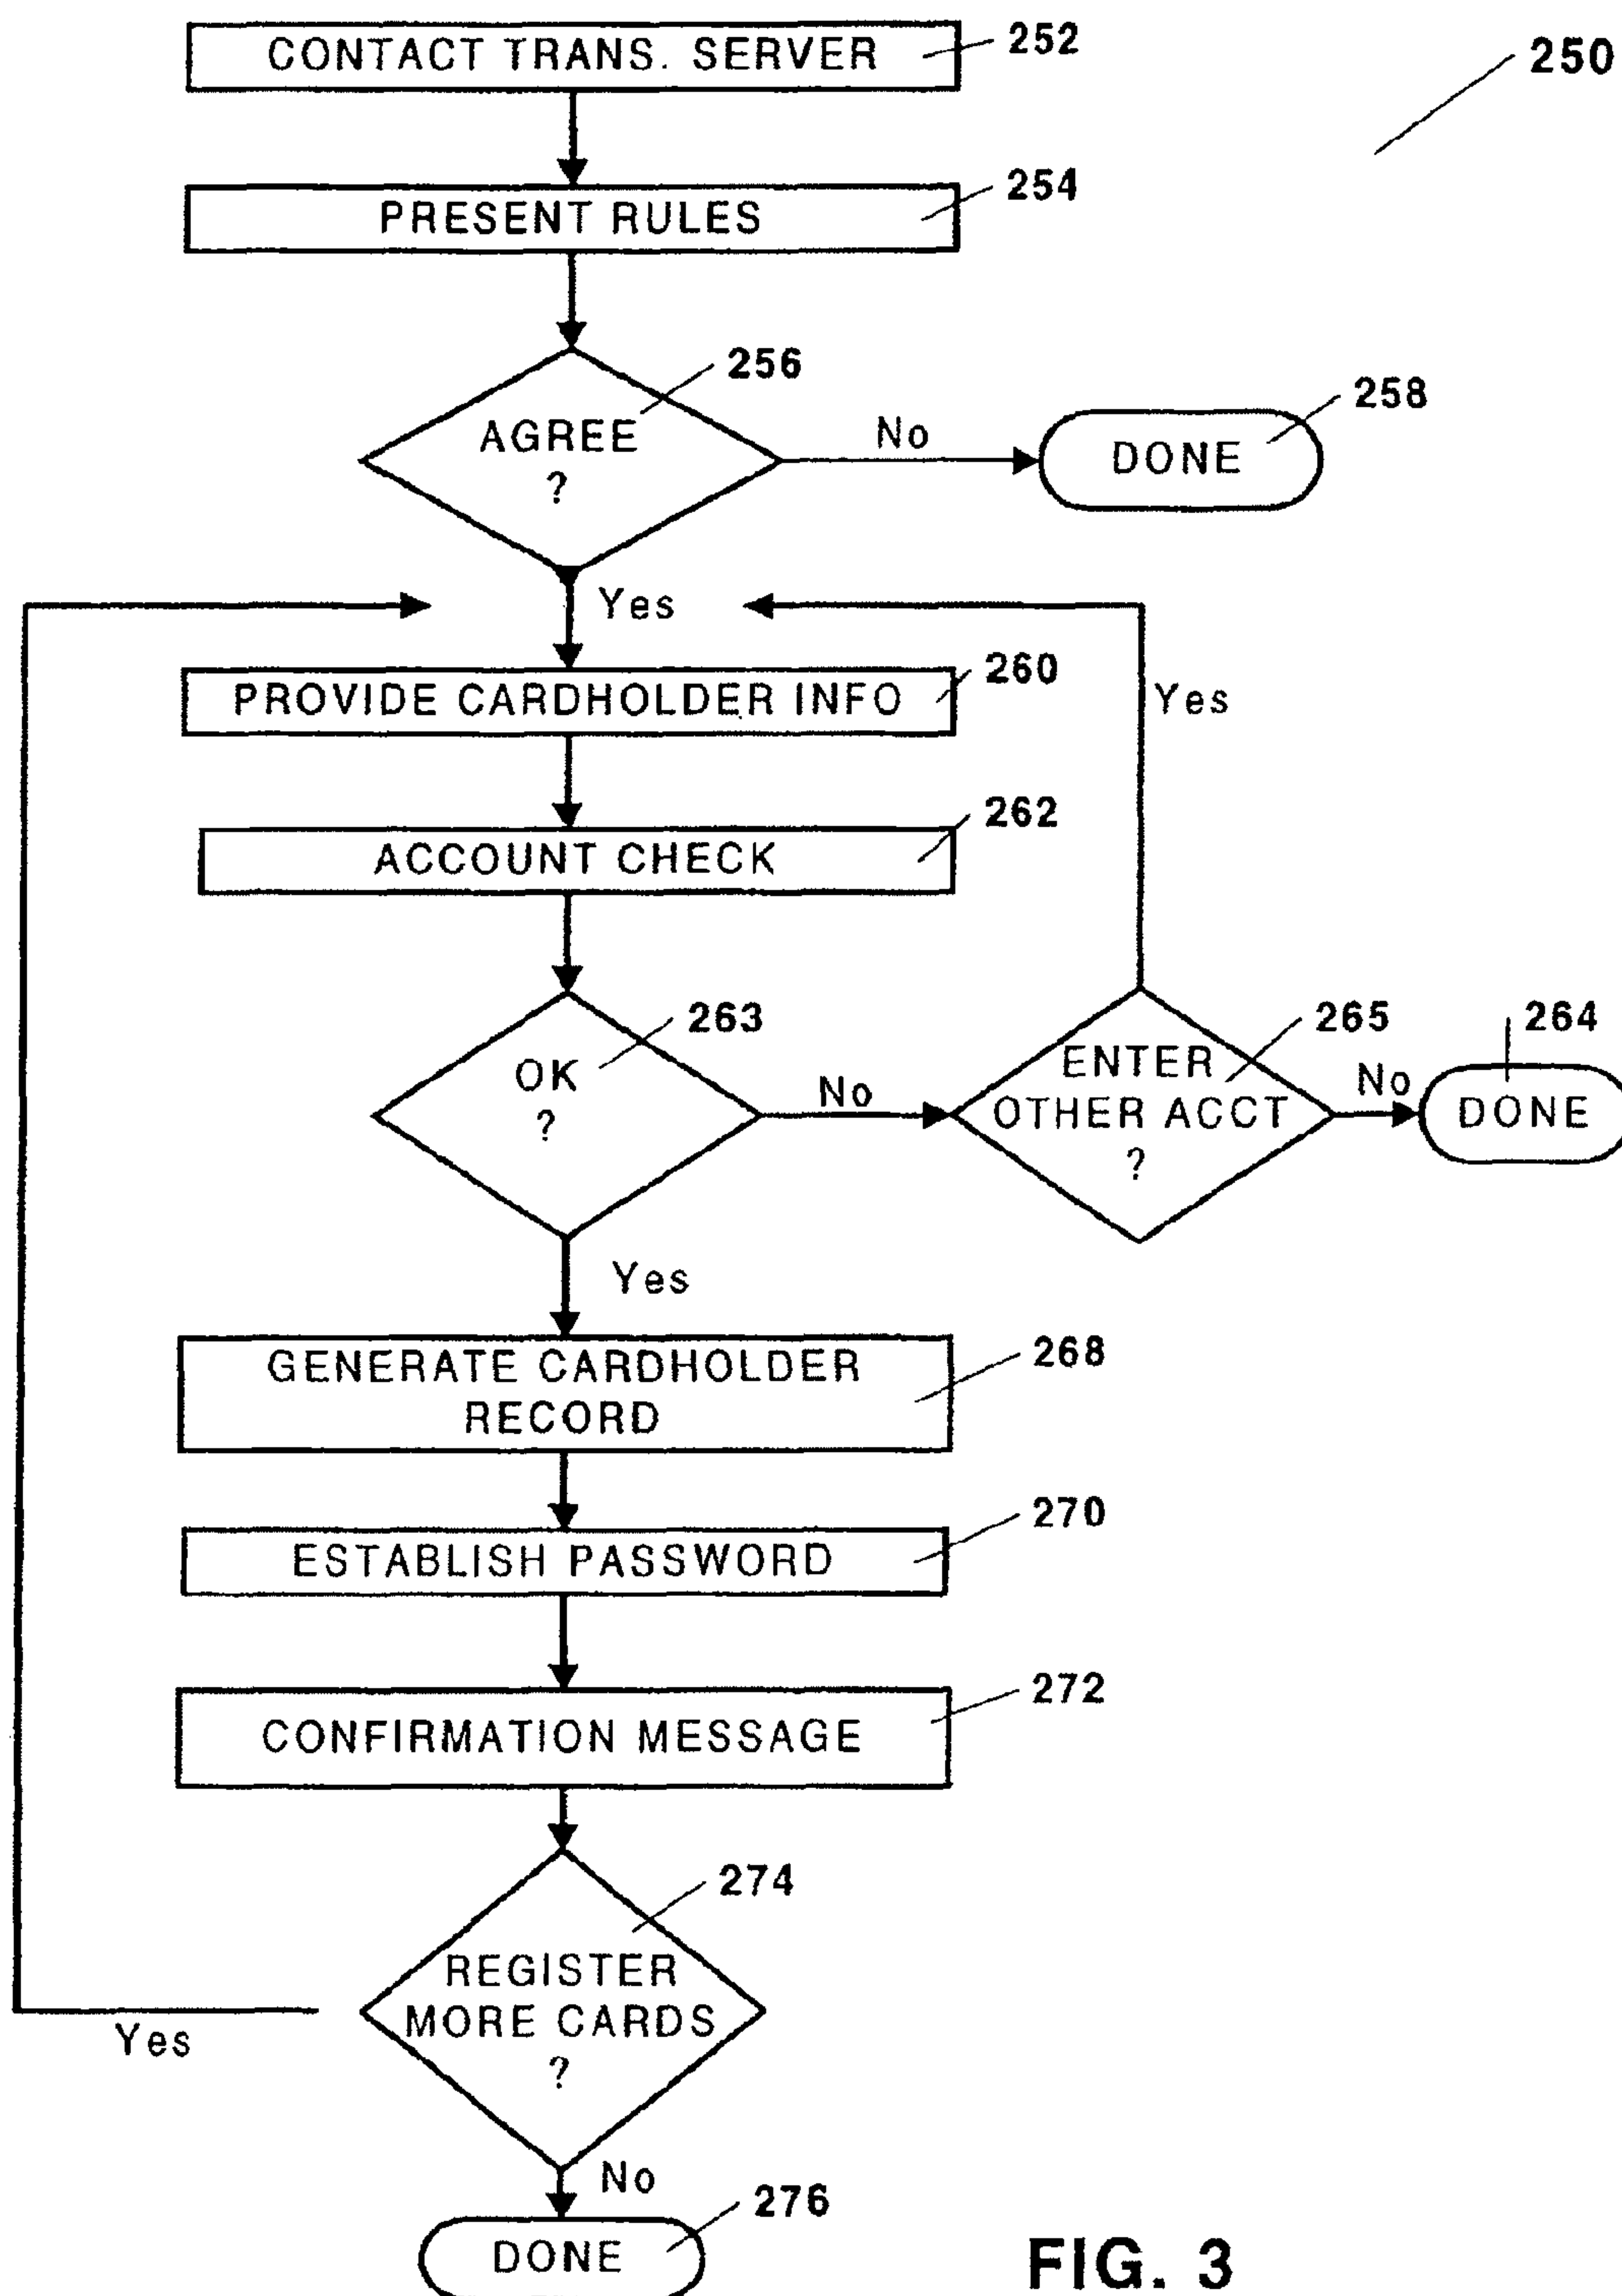 CONTACT TRANS. SERVER
252
250
PRESENT RULES
254
256
AGREE
?
No
258
DONE
Yes
260
PROVIDE CARDHOLDER INFO
Yes
262
ACCOUNT CHECK
263
OK
?
No
265
ENTER
OTHER ACCT
?
No
264
DONE
Yes
268
GENERATE CARDHOLDER
RECORD
270
ESTABLISH PASSWORD
272
CONFIRMATION MESSAGE
274
REGISTER
MORE CARDS
?
Yes
No
276
DONE
FIG. 3